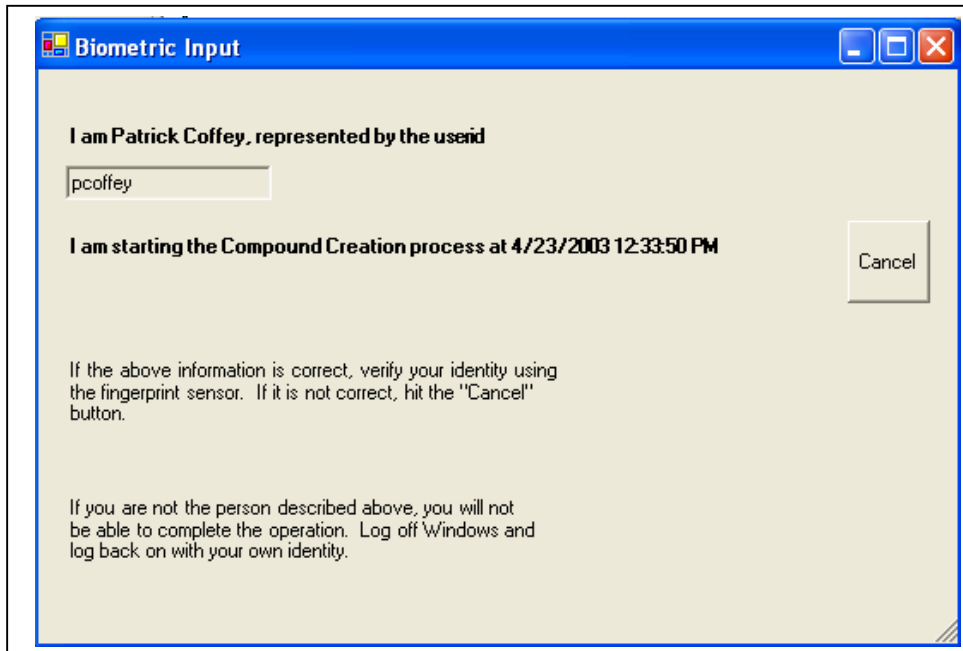 Biometric Input
I am Patrick Coffey, represented by the userid
pcoffey
I am starting the Compound Creation process at 4/23/2003 12:33:50 PM
Cancel
If the above information is correct, verify your identity using
the fingerprint sensor.  If it is not correct, hit the "Cancel"
button.
If you are not the person described above, you will not
be able to complete the operation.  Log off Windows and
log back on with your own identity.